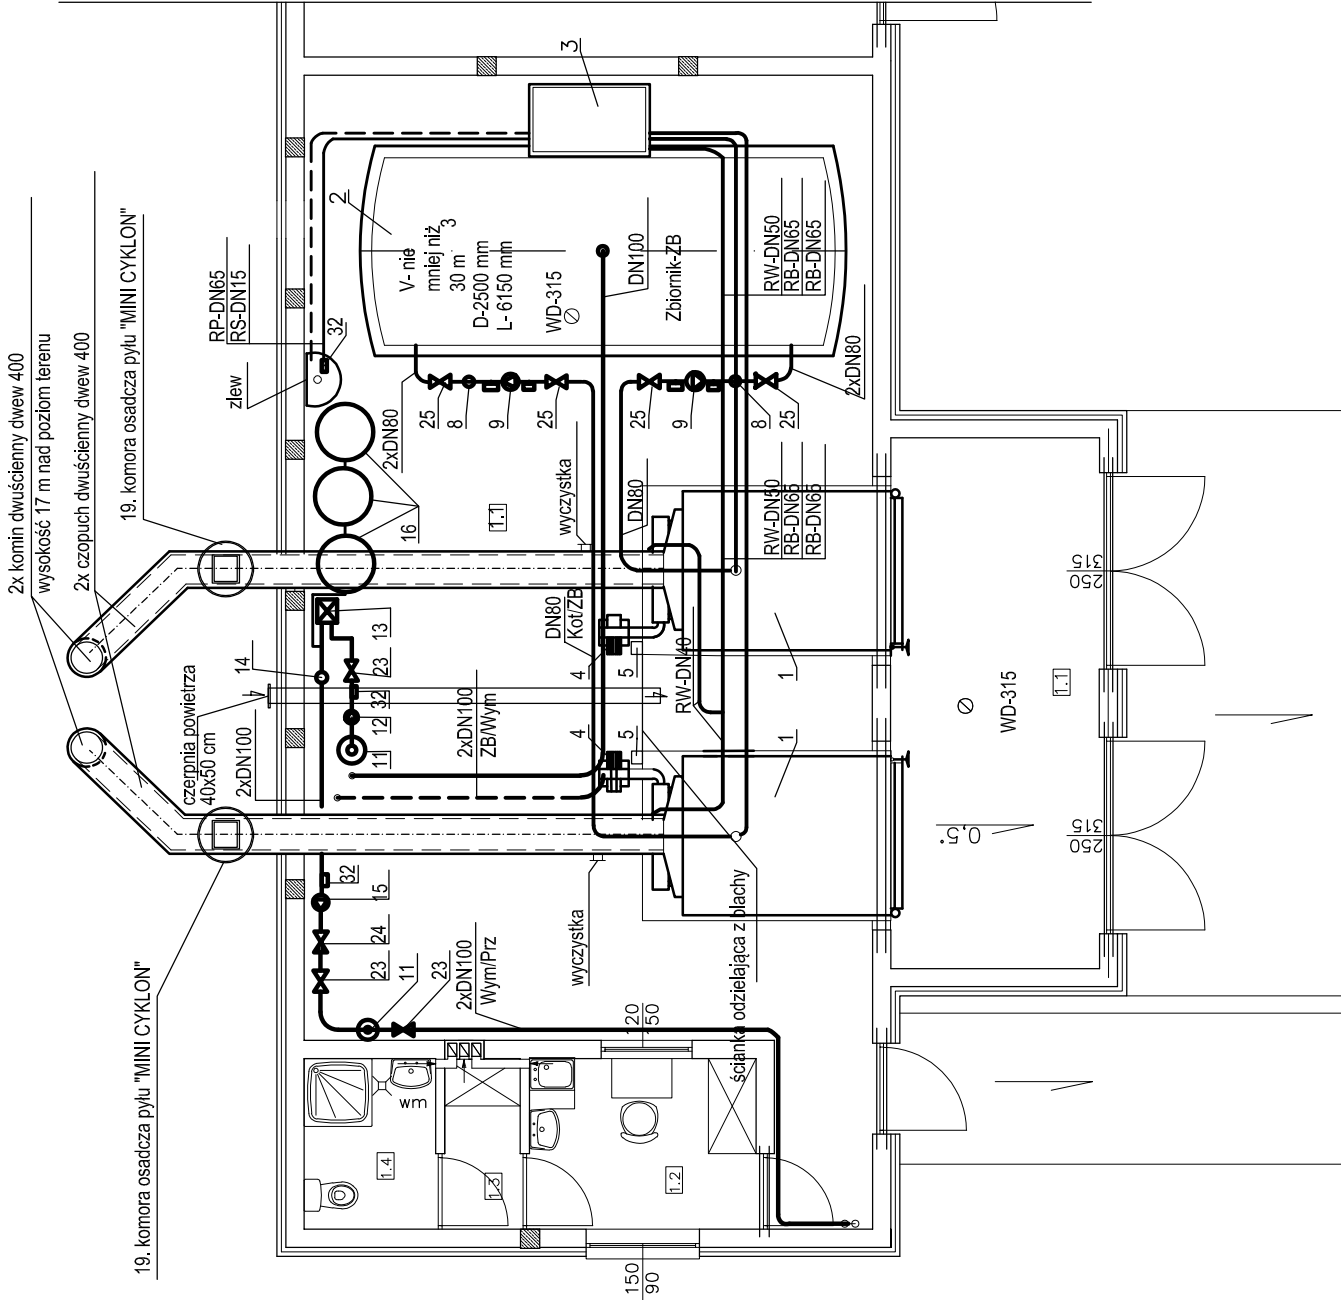 2x komin dwuścienny dwew 400
wysokość 17 m nad poziom terenu
2x czopuch dwuścienny dwew 400
19. komora osadcza pyłu "MINI CYKLON"
RP-DN65
RS-DN15
32
zlew
2xDN80
16
2
3
V- nie
mniej niż
30 m3
D-2500 mm
L- 6150 mm
WD-315
DN100
Zbiornik-ZB
RW-DN50
RB-DN65
RB-DN65
2xDN80
25
8
9
25
25
9
8
25
1.1
wyczystka
DN80
RW-DN50
RB-DN65
RB-DN65
DN80
Kot/ZB
14
13
23
32
12
11
czerpnia powietrza
40x50 cm
2xDN100
2xDN100
ZB/Wym
4
5
RW-DN40
1
4
5
1
250
315
WD-315
1.1
0,5°
250
315
32
15
24
23
11
23
2xDN100
Wym/Prz
wyczystka
ścianka odzielająca z blachy
19. komora osadcza pyłu "MINI CYKLON"
120
150
wm
1.4
1.3
1.2
150
90